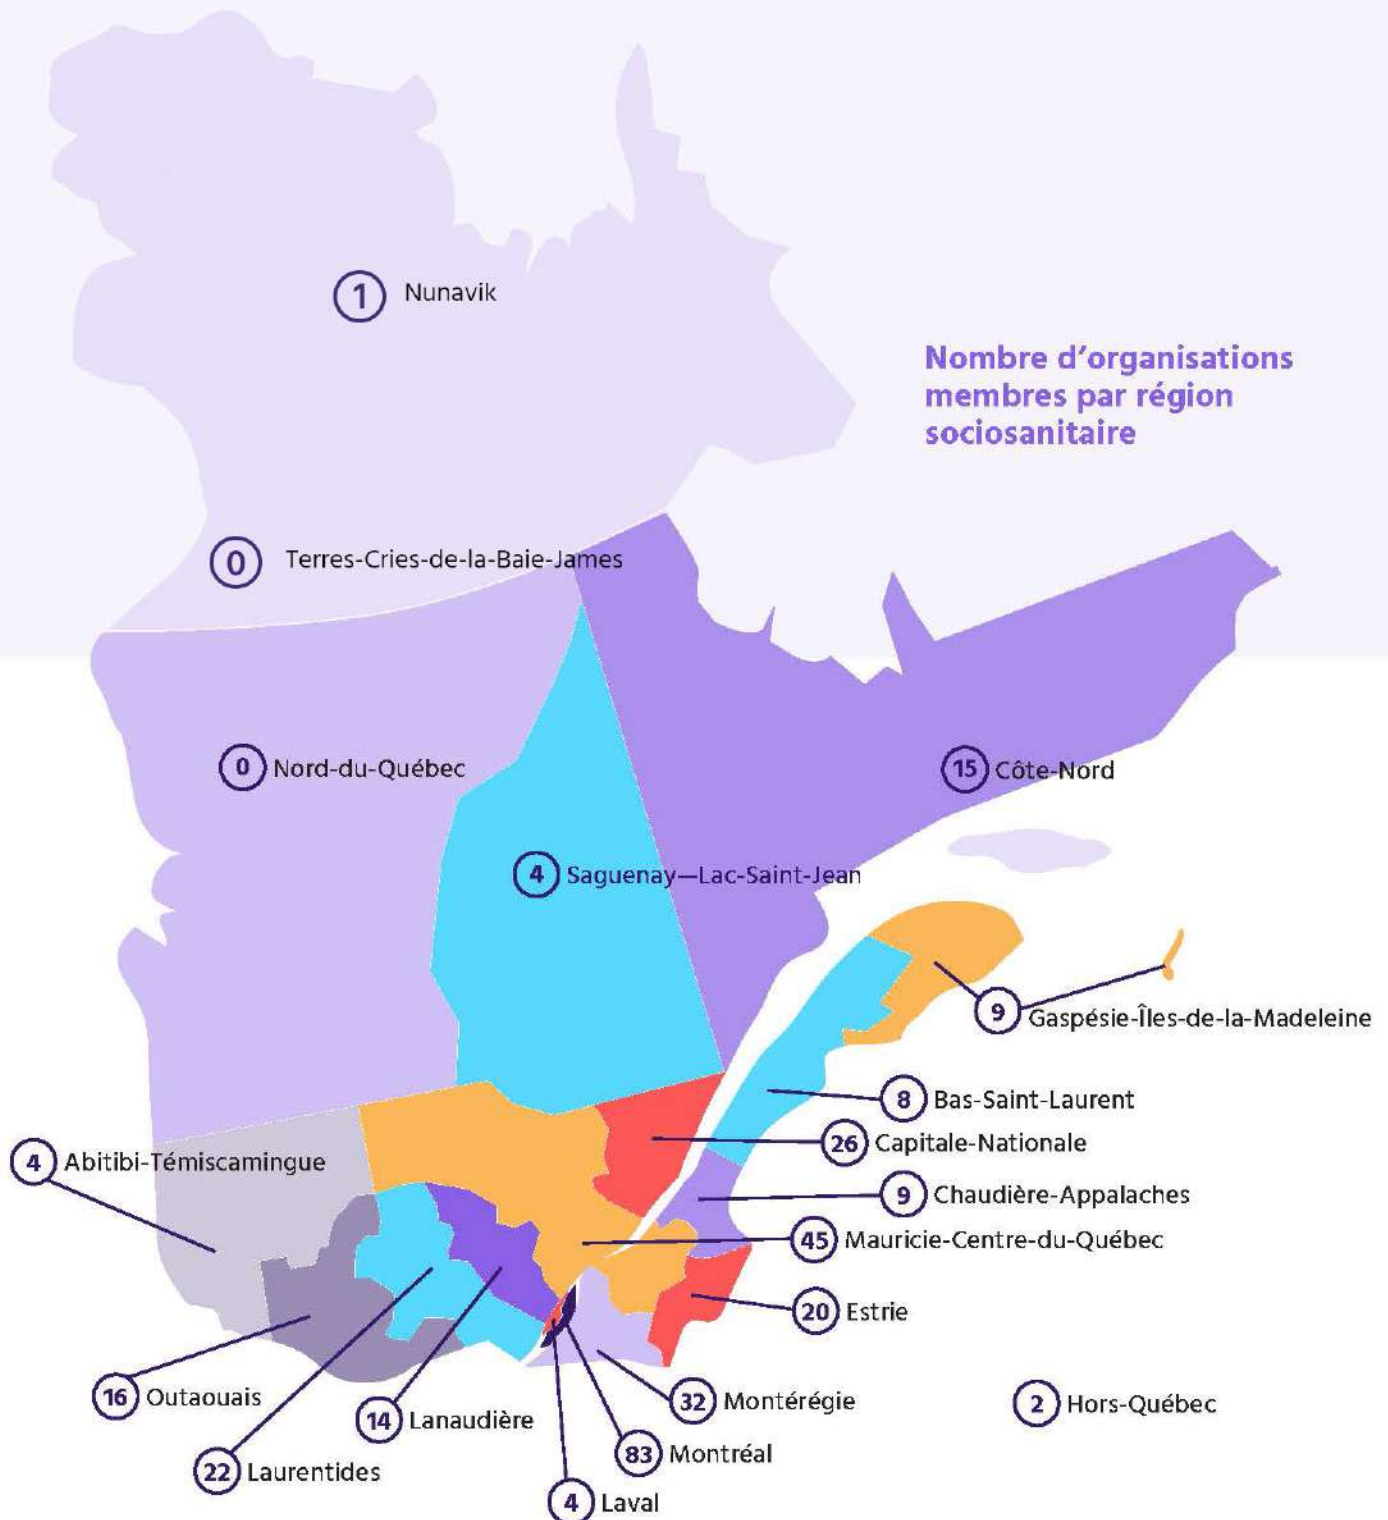 1 Nunavik
Nombre d'organisations
membres par région
sociosanitaire
0 Terres-Cries-de-la-Baie-James
0 Nord-du-Québec
15 Côte-Nord
4 Saguenay—Lac-Saint-Jean
9 Gaspésie-Îles-de-la-Madeleine
8 Bas-Saint-Laurent
26 Capitale-Nationale
4 Abitibi-Témiscamingue
9 Chaudière-Appalaches
45 Mauricie-Centre-du-Québec
20 Estrie
16 Outaouais
32 Montérégie
2 Hors-Québec
14 Lanaudière
83 Montréal
22 Laurentides
4 Laval